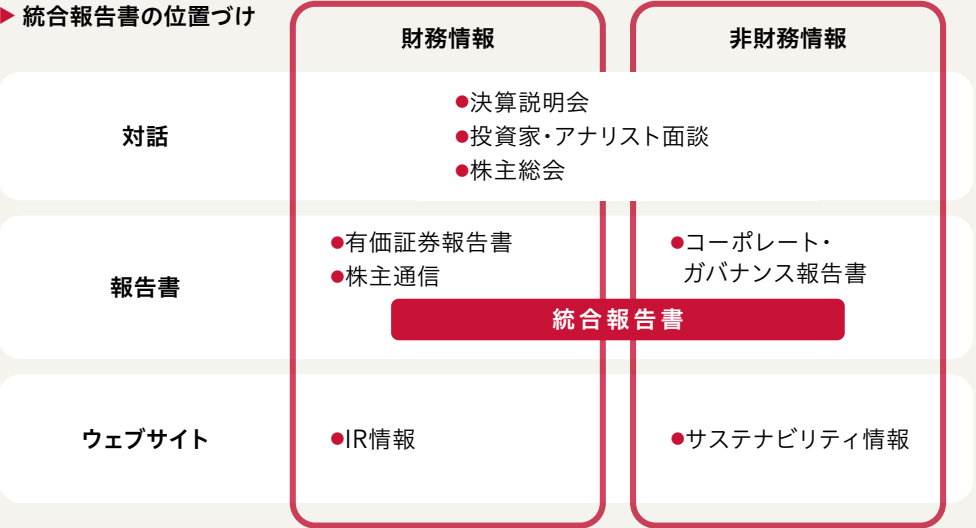 ▶ 統合報告書の位置づけ
財務情報
非財務情報
対話
●決算説明会
●投資家・アナリスト面談
●株主総会
報告書
●有価証券報告書
●株主通信
●コーポレート・
ガバナンス報告書
統合報告書
ウェブサイト
●IR情報
●サステナビリティ情報